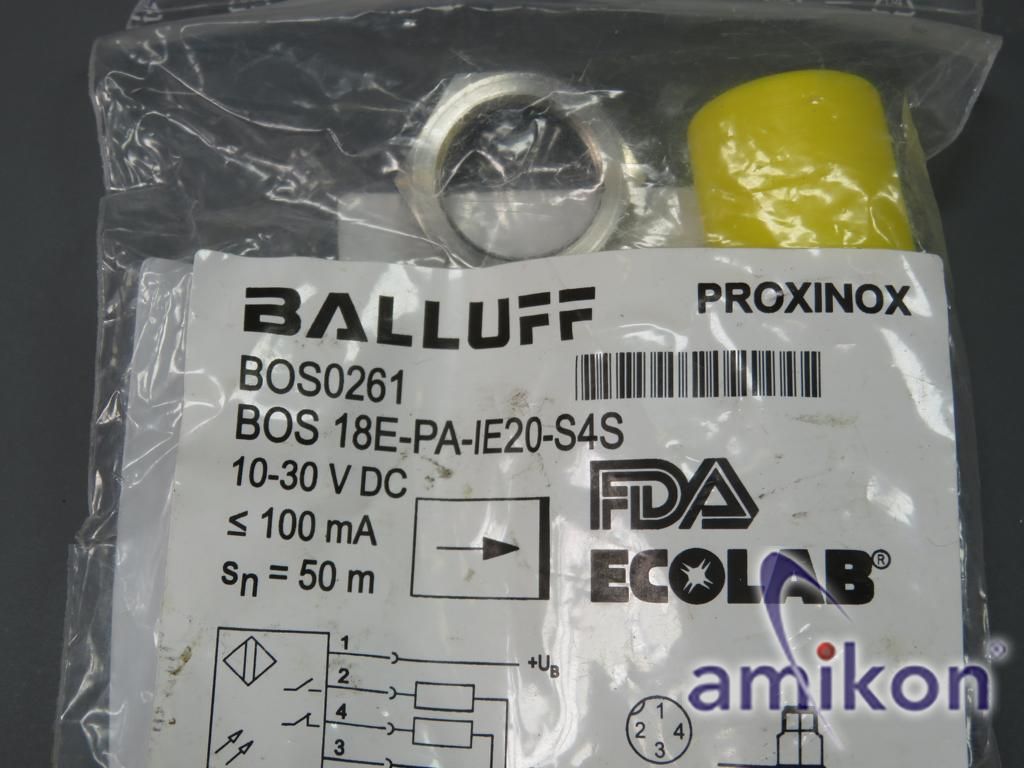 BALLUFF
PROXINOX
BOS0261
BOS 18E-PA-IE20-S4S
10-30 V DC
≤ 100 mA
sn = 50 m
FDA
ECOLAB®
amikon®
1
+UB
2
4
3
1
2 4
3